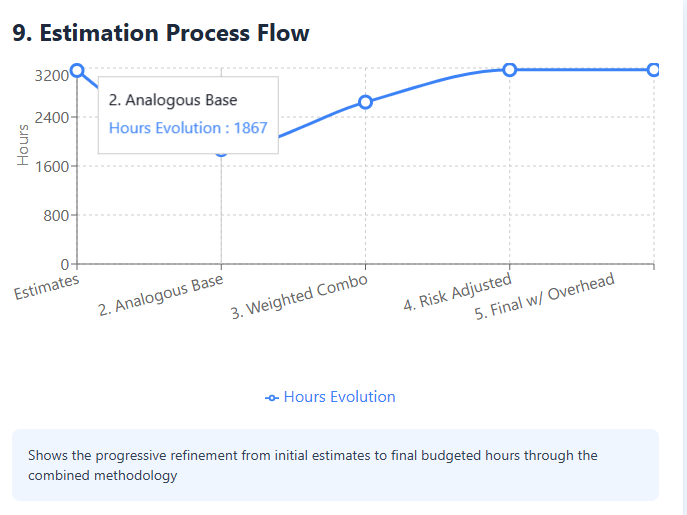 9. Estimation Process Flow
3200
2400
1600
800
0
Hours
2. Analogous Base
Hours Evolution : 1867
Estimates
2. Analogous Base
3. Weighted Combo
4. Risk Adjusted
5. Final w/ Overhead
Hours Evolution
Shows the progressive refinement from initial estimates to final budgeted hours through the
combined methodology